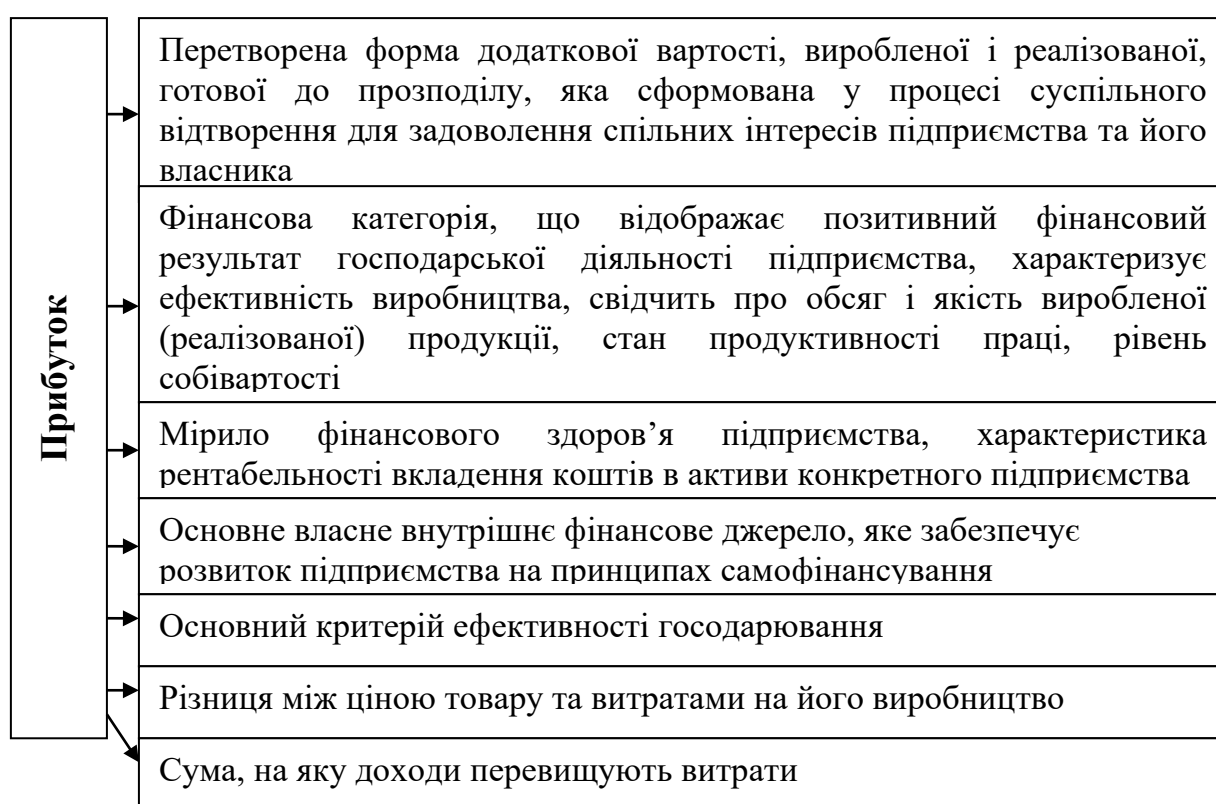 Прибуток
Перетворена форма додаткової вартості, виробленої і реалізованої,
готової до прозподілу, яка сформована у процесі суспільного
відтворення для задоволення спільних інтересів підприємства та його
власника
Фінансова категорія, що відображає позитивний фінансовий
результат господарської діяльності підприємства, характеризує
ефективність виробництва, свідчить про обсяг і якість виробленої
(реалізованої) продукції, стан продуктивності праці, рівень
собівартості
Мірило фінансового здоров’я підприємства, характеристика
рентабельності вкладення коштів в активи конкретного підприємства
Основне власне внутрішнє фінансове джерело, яке забезпечує
розвиток підприємства на принципах самофінансування
Основний критерій ефективності госодарювання
Різниця між ціною товару та витратами на його виробництво
Сума, на яку доходи перевищують витрати